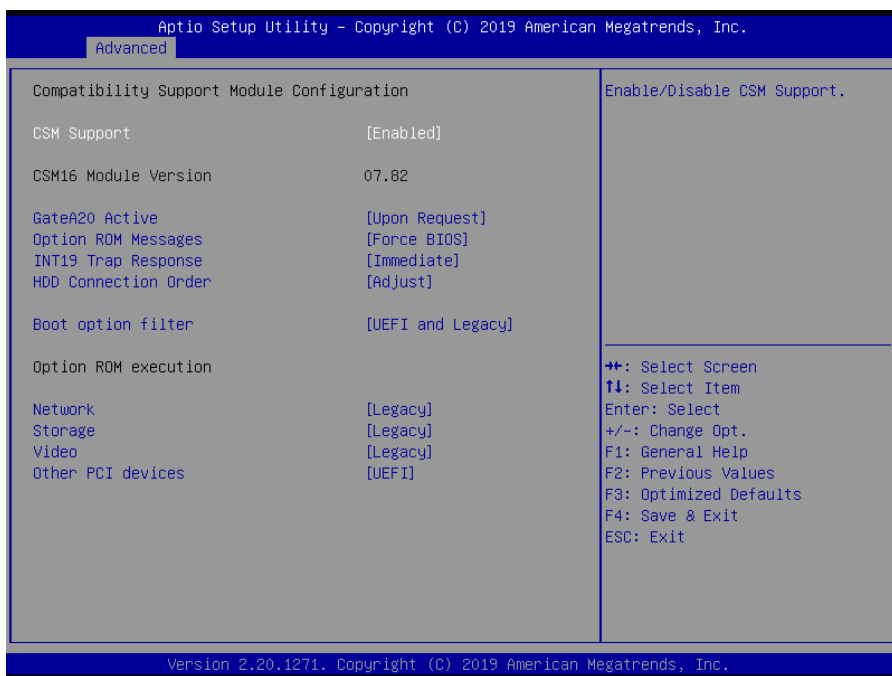 Aptio Setup Utility – Copyright (C) 2019 American Megatrends, Inc.
Advanced
Compatibility Support Module Configuration
CSM Support [Enabled]
CSM16 Module Version 07.82
GateA20 Active [Upon Request]
Option ROM Messages [Force BIOS]
INT19 Trap Response [Immediate]
HDD Connection Order [Adjust]
Boot option filter [UEFI and Legacy]
Option ROM execution
Network [Legacy]
Storage [Legacy]
Video [Legacy]
Other PCI devices [UEFI]
Enable/Disable CSM Support.
→←: Select Screen
↑↓: Select Item
Enter: Select
+/-: Change Opt.
F1: General Help
F2: Previous Values
F3: Optimized Defaults
F4: Save & Exit
ESC: Exit
Version 2.20.1271. Copyright (C) 2019 American Megatrends, Inc.